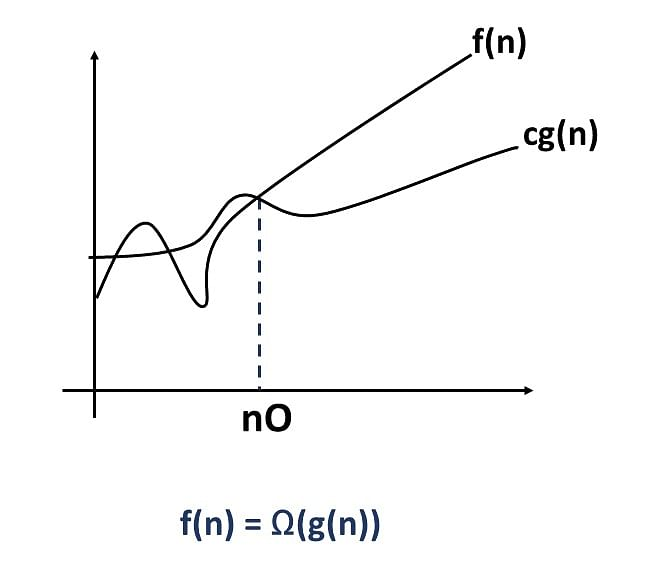 f(n)
cg(n)
nO
f(n) = Ω(g(n))